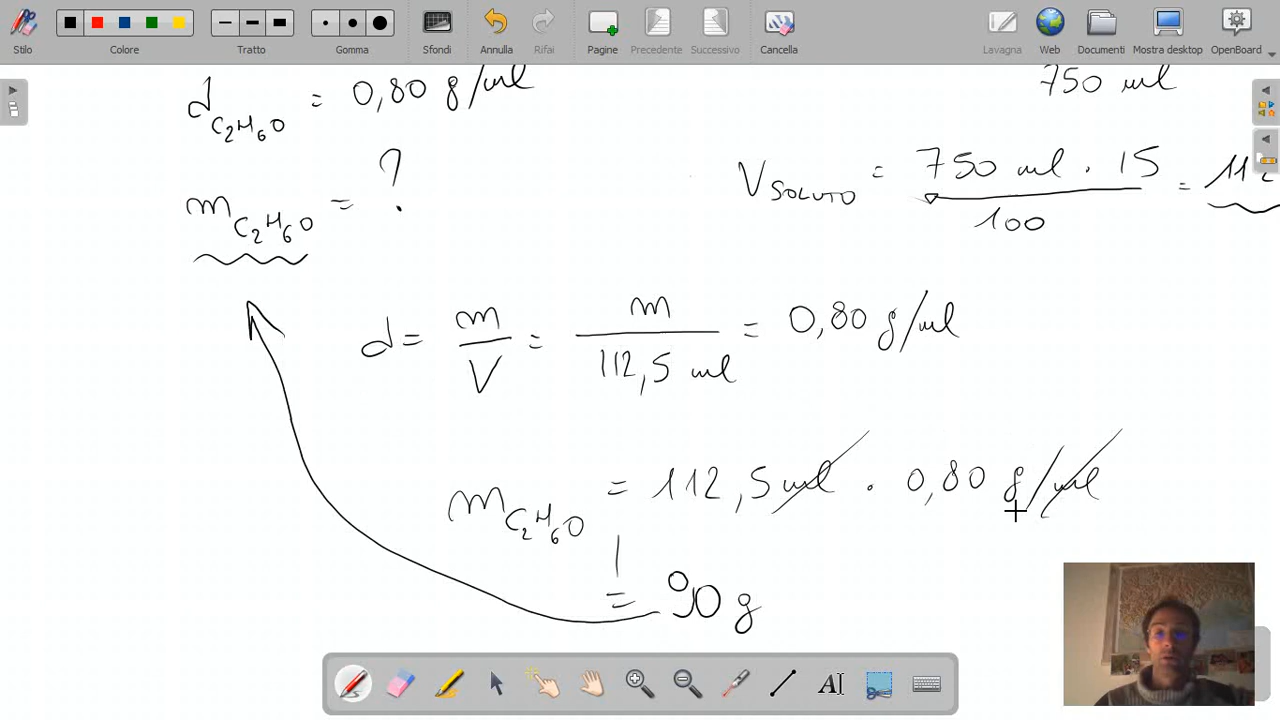 Stilo Colore Tratto Gomma Sfondi Annulla Rifai Pagine Precedente Successivo Cancella Lavagna Web Documenti Mostra desktop OpenBoard
d C₂H₆O = 0,80 g/ml
750 ml
m C₂H₆O = ?
V SOLUTO = 750 ml . 15 / 100 = 112
d = m / V = m / 112,5 ml = 0,80 g/ml
m C₂H₆O = 112,5 ml . 0,80 g/ml
= 90 g